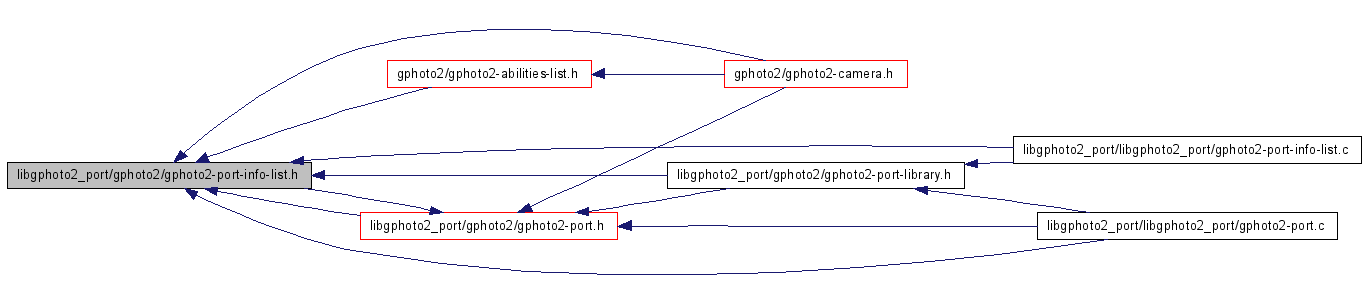 gphoto2/gphoto2-abilities-list.h
gphoto2/gphoto2-camera.h
libgphoto2_port/libgphoto2_port/gphoto2-port-info-list.c
libgphoto2_port/gphoto2/gphoto2-port-info-list.h
libgphoto2_port/gphoto2/gphoto2-port-library.h
libgphoto2_port/gphoto2/gphoto2-port.h
libgphoto2_port/libgphoto2_port/gphoto2-port.c